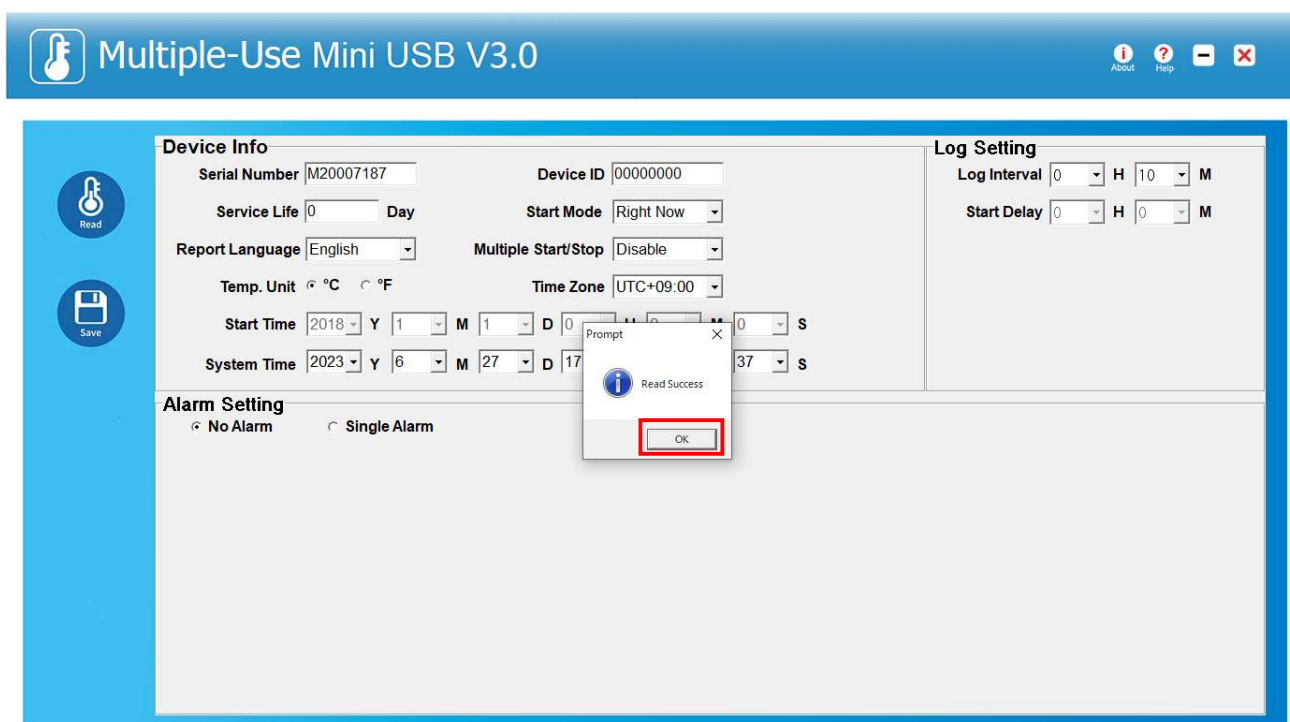 Multiple-Use Mini USB V3.0
About Help
Read
Save
Device Info
Serial Number M20007187 Device ID 00000000
Service Life 0 Day Start Mode Right Now
Report Language English Multiple Start/Stop Disable
Temp. Unit °C °F Time Zone UTC+09:00
Start Time 2018 Y 1 M 1 D 0 0 S
System Time 2023 Y 6 M 27 D 17 37 S
Log Setting
Log Interval 0 H 10 M
Start Delay 0 H 0 M
Alarm Setting
No Alarm Single Alarm
Prompt
Read Success
OK